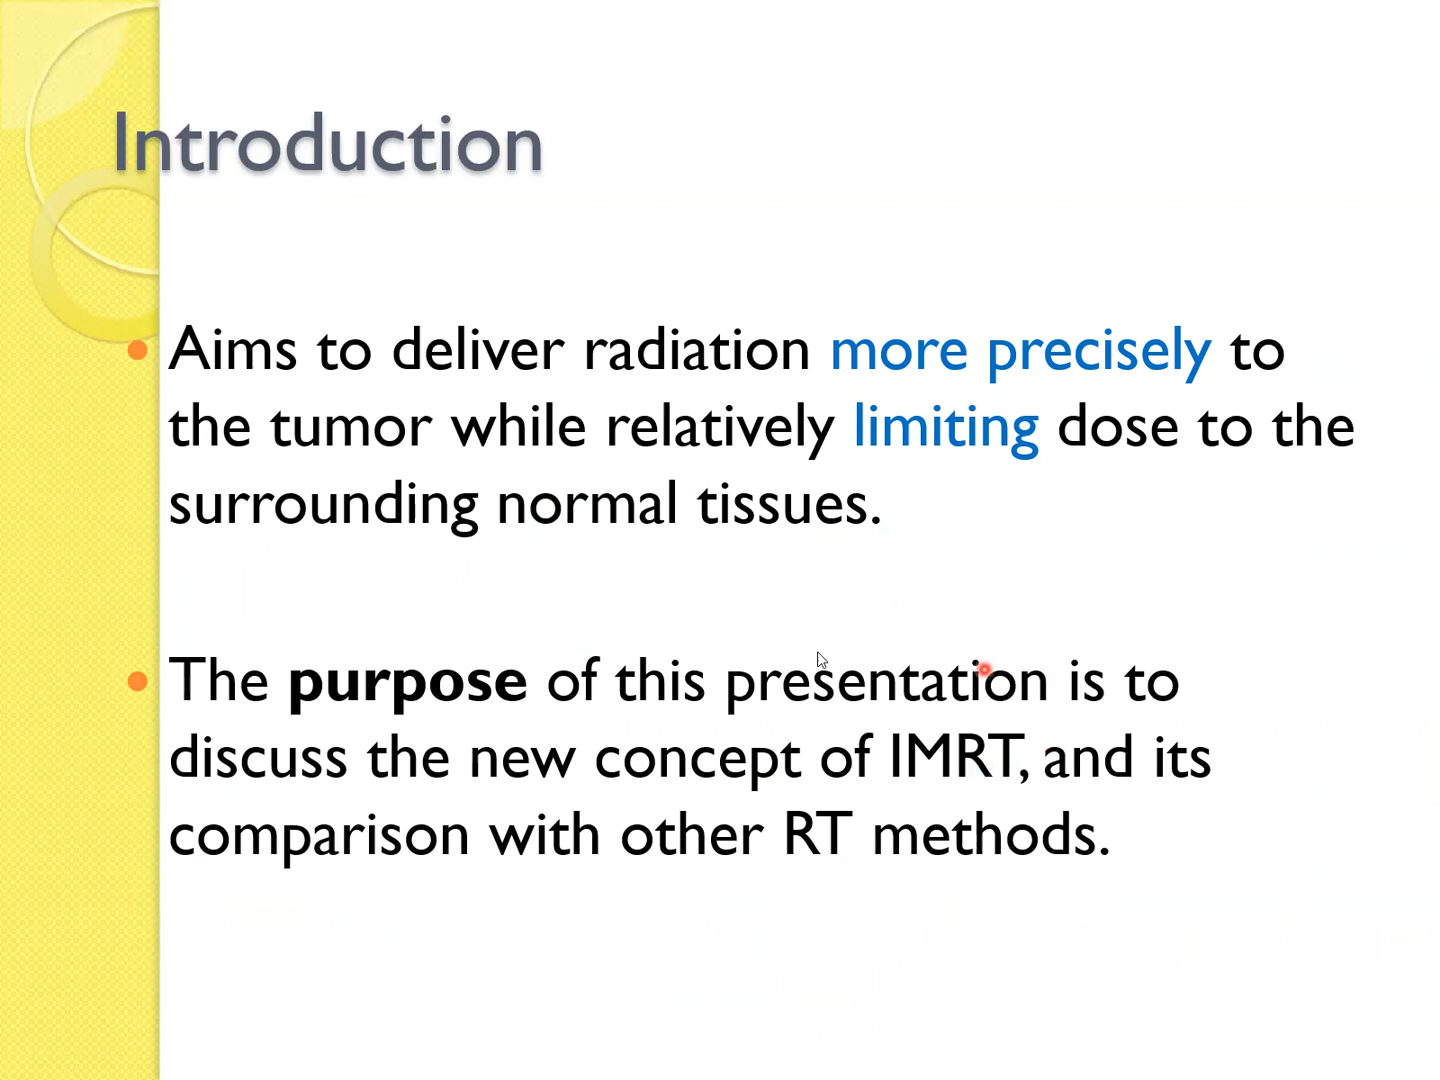 Introduction
• Aims to deliver radiation more precisely to
the tumor while relatively limiting dose to the
surrounding normal tissues.
• The purpose of this presentation is to
discuss the new concept of IMRT, and its
comparison with other RT methods.